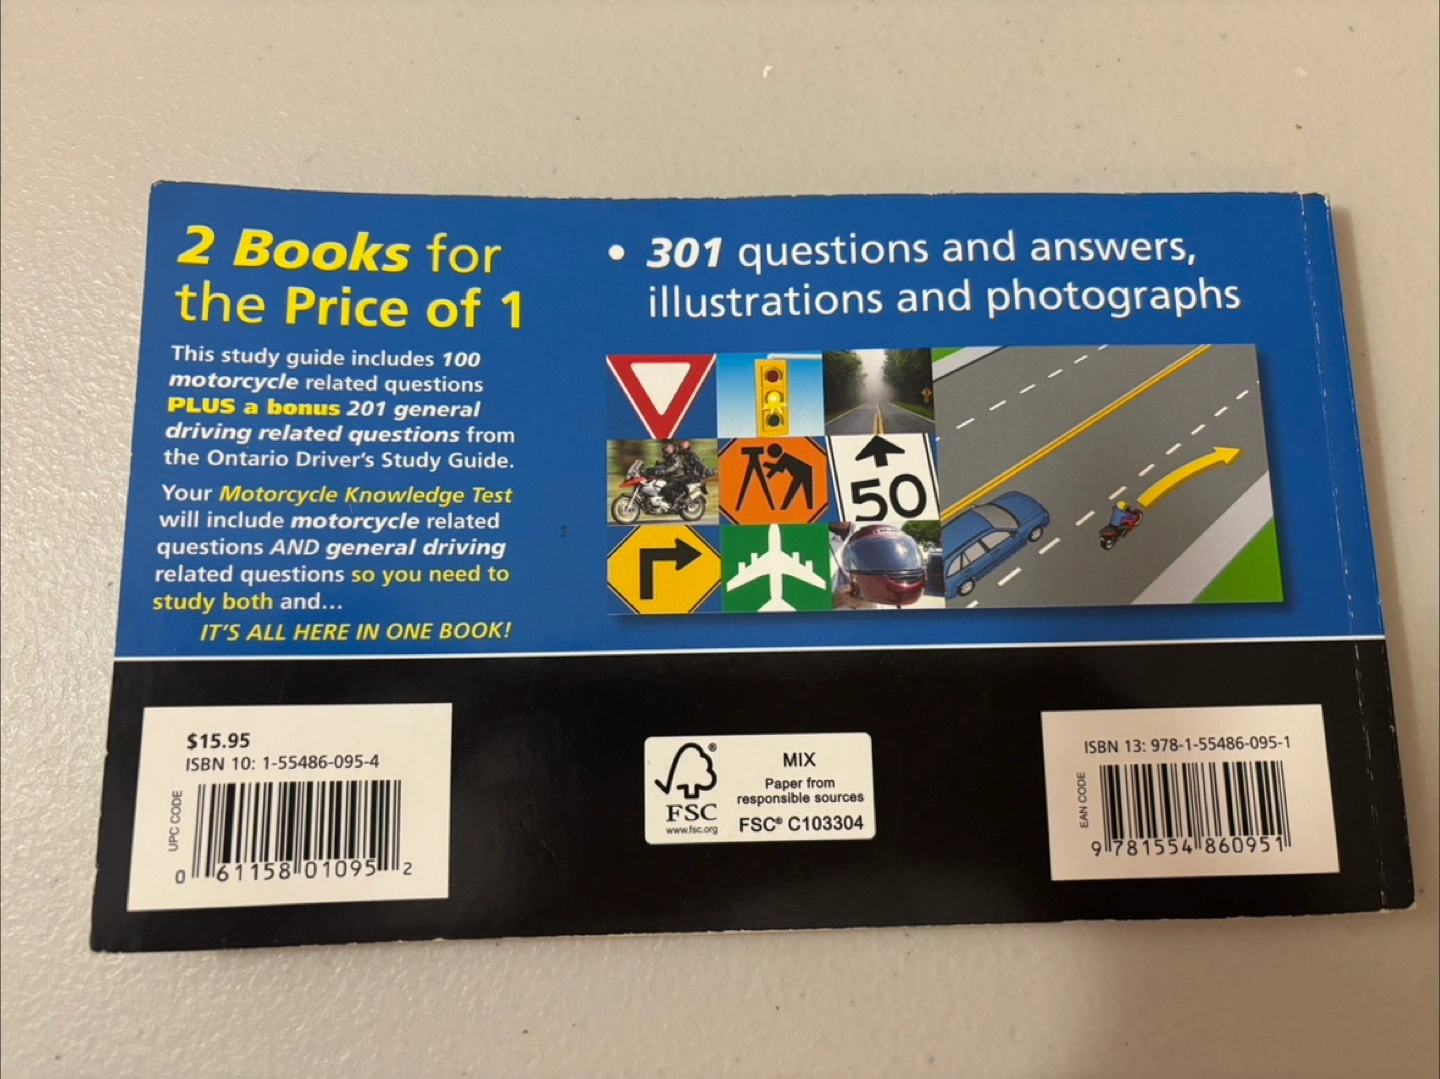 2 Books for
the Price of 1
This study guide includes 100
motorcycle related questions
PLUS a bonus 201 general
driving related questions from
the Ontario Driver's Study Guide.
Your Motorcycle Knowledge Test
will include motorcycle related
questions AND general driving
related questions so you need to
study both and...
IT'S ALL HERE IN ONE BOOK!
• 301 questions and answers,
illustrations and photographs
50
$15.95
ISBN 10: 1-55486-095-4
UPC CODE
0 61158 01095 2
FSC®
www.fsc.org
MIX
Paper from
responsible sources
FSC® C103304
ISBN 13: 978-1-55486-095-1
EAN CODE
9 781554 860951